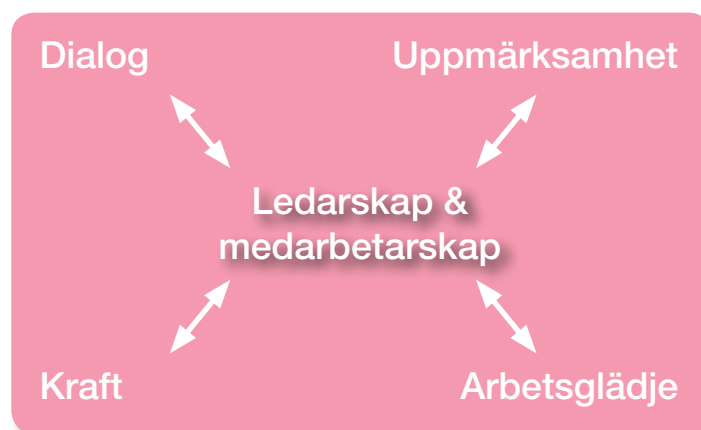 Dialog
Uppmärksamhet
Ledarskap &
medarbetarskap
Kraft
Arbetsglädje